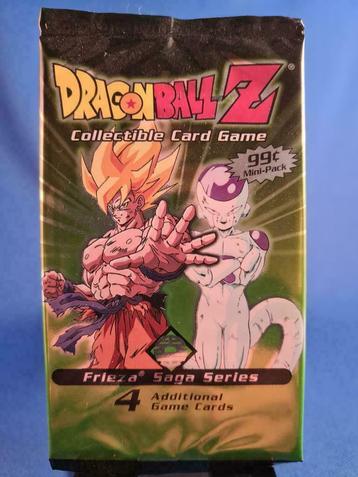 DRAGONBALL Z®
Collectible Card Game
99¢
Mini-Pack
Frieza® Saga Series
4 Additional
Game Cards